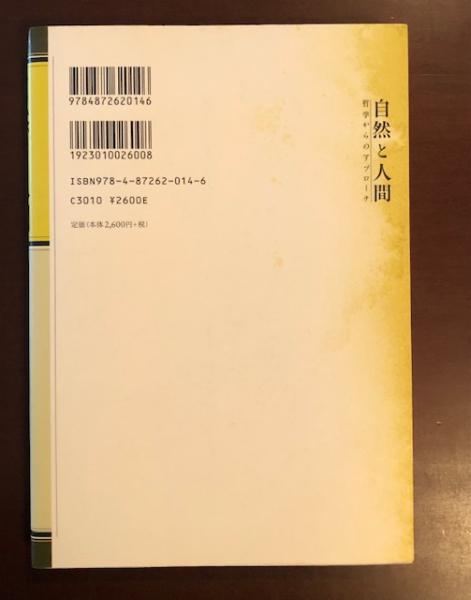 自然と人間
哲学からのアプローチ
9784872620146
1923010026008
ISBN978-4-87262-014-6
C3010 ¥2600E
定価(本体2,600円+税)